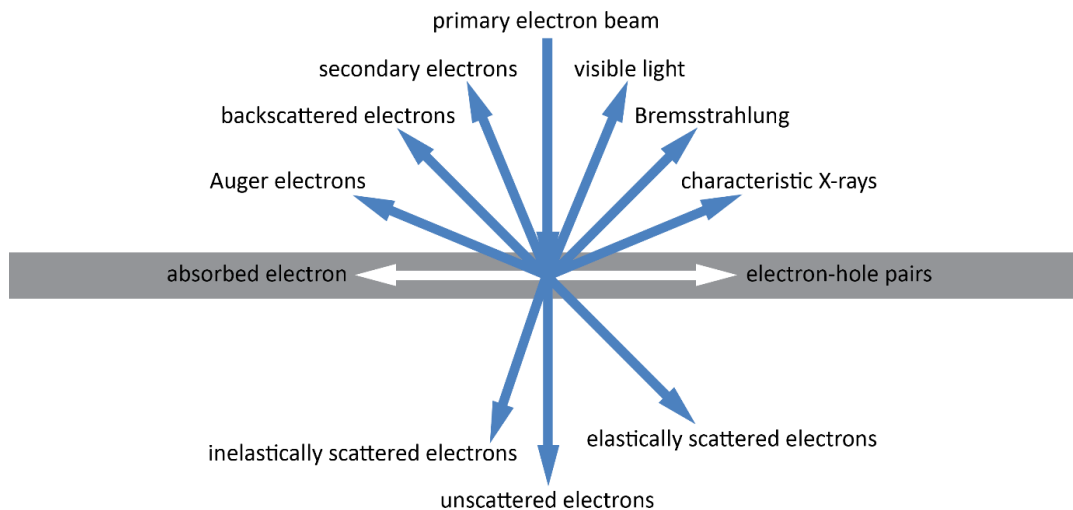 primary electron beam
secondary electrons
visible light
backscattered electrons
Bremsstrahlung
Auger electrons
characteristic X-rays
absorbed electron
electron-hole pairs
elastically scattered electrons
inelastically scattered electrons
unscattered electrons